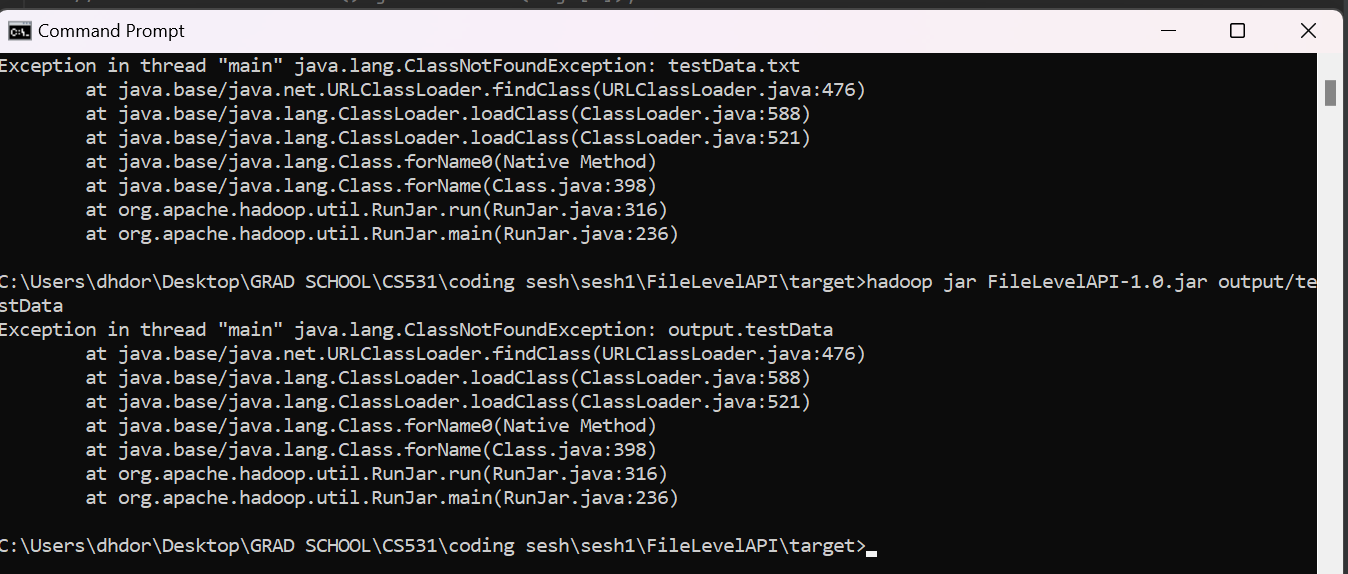 Command Prompt
Exception in thread "main" java.lang.ClassNotFoundException: testData.txt
        at java.base/java.net.URLClassLoader.findClass(URLClassLoader.java:476)
        at java.base/java.lang.ClassLoader.loadClass(ClassLoader.java:588)
        at java.base/java.lang.ClassLoader.loadClass(ClassLoader.java:521)
        at java.base/java.lang.Class.forName0(Native Method)
        at java.base/java.lang.Class.forName(Class.java:398)
        at org.apache.hadoop.util.RunJar.run(RunJar.java:316)
        at org.apache.hadoop.util.RunJar.main(RunJar.java:236)
C:\Users\dhdor\Desktop\GRAD SCHOOL\CS531\coding sesh\sesh1\FileLevelAPI\target>hadoop jar FileLevelAPI-1.0.jar output/te
stData
Exception in thread "main" java.lang.ClassNotFoundException: output.testData
        at java.base/java.net.URLClassLoader.findClass(URLClassLoader.java:476)
        at java.base/java.lang.ClassLoader.loadClass(ClassLoader.java:588)
        at java.base/java.lang.ClassLoader.loadClass(ClassLoader.java:521)
        at java.base/java.lang.Class.forName0(Native Method)
        at java.base/java.lang.Class.forName(Class.java:398)
        at org.apache.hadoop.util.RunJar.run(RunJar.java:316)
        at org.apache.hadoop.util.RunJar.main(RunJar.java:236)
C:\Users\dhdor\Desktop\GRAD SCHOOL\CS531\coding sesh\sesh1\FileLevelAPI\target>